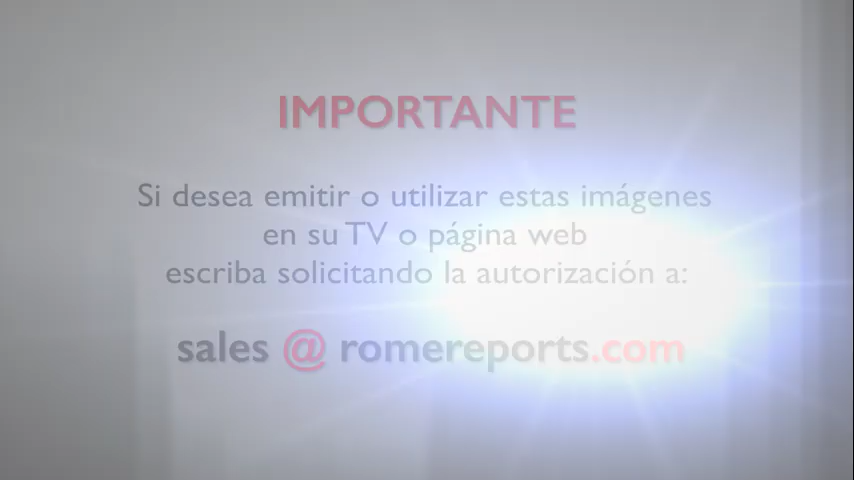 IMPORTANTE
Si desea emitir o utilizar estas imágenes
en su TV o página web
escriba solicitando la autorización a:
sales @ romereports.com